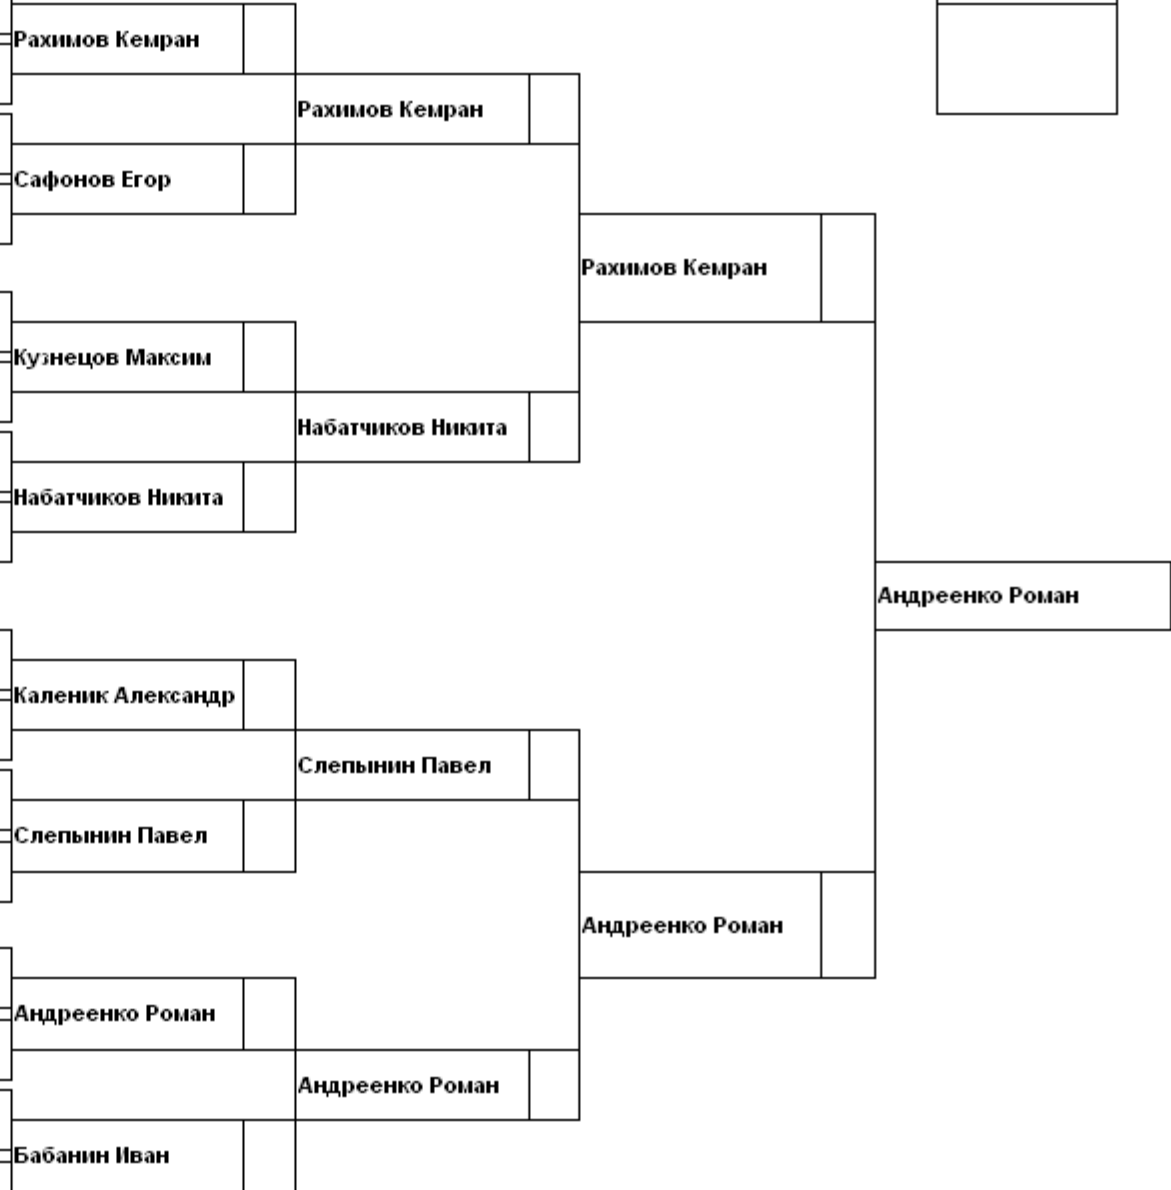 Рахимов Кемран
Рахимов Кемран
Сафонов Егор
Рахимов Кемран
Кузнецов Максим
Набатчиков Никита
Набатчиков Никита
Андреенко Роман
Каленик Александр
Слепынин Павел
Слепынин Павел
Андреенко Роман
Андреенко Роман
Андреенко Роман
Бабанин Иван